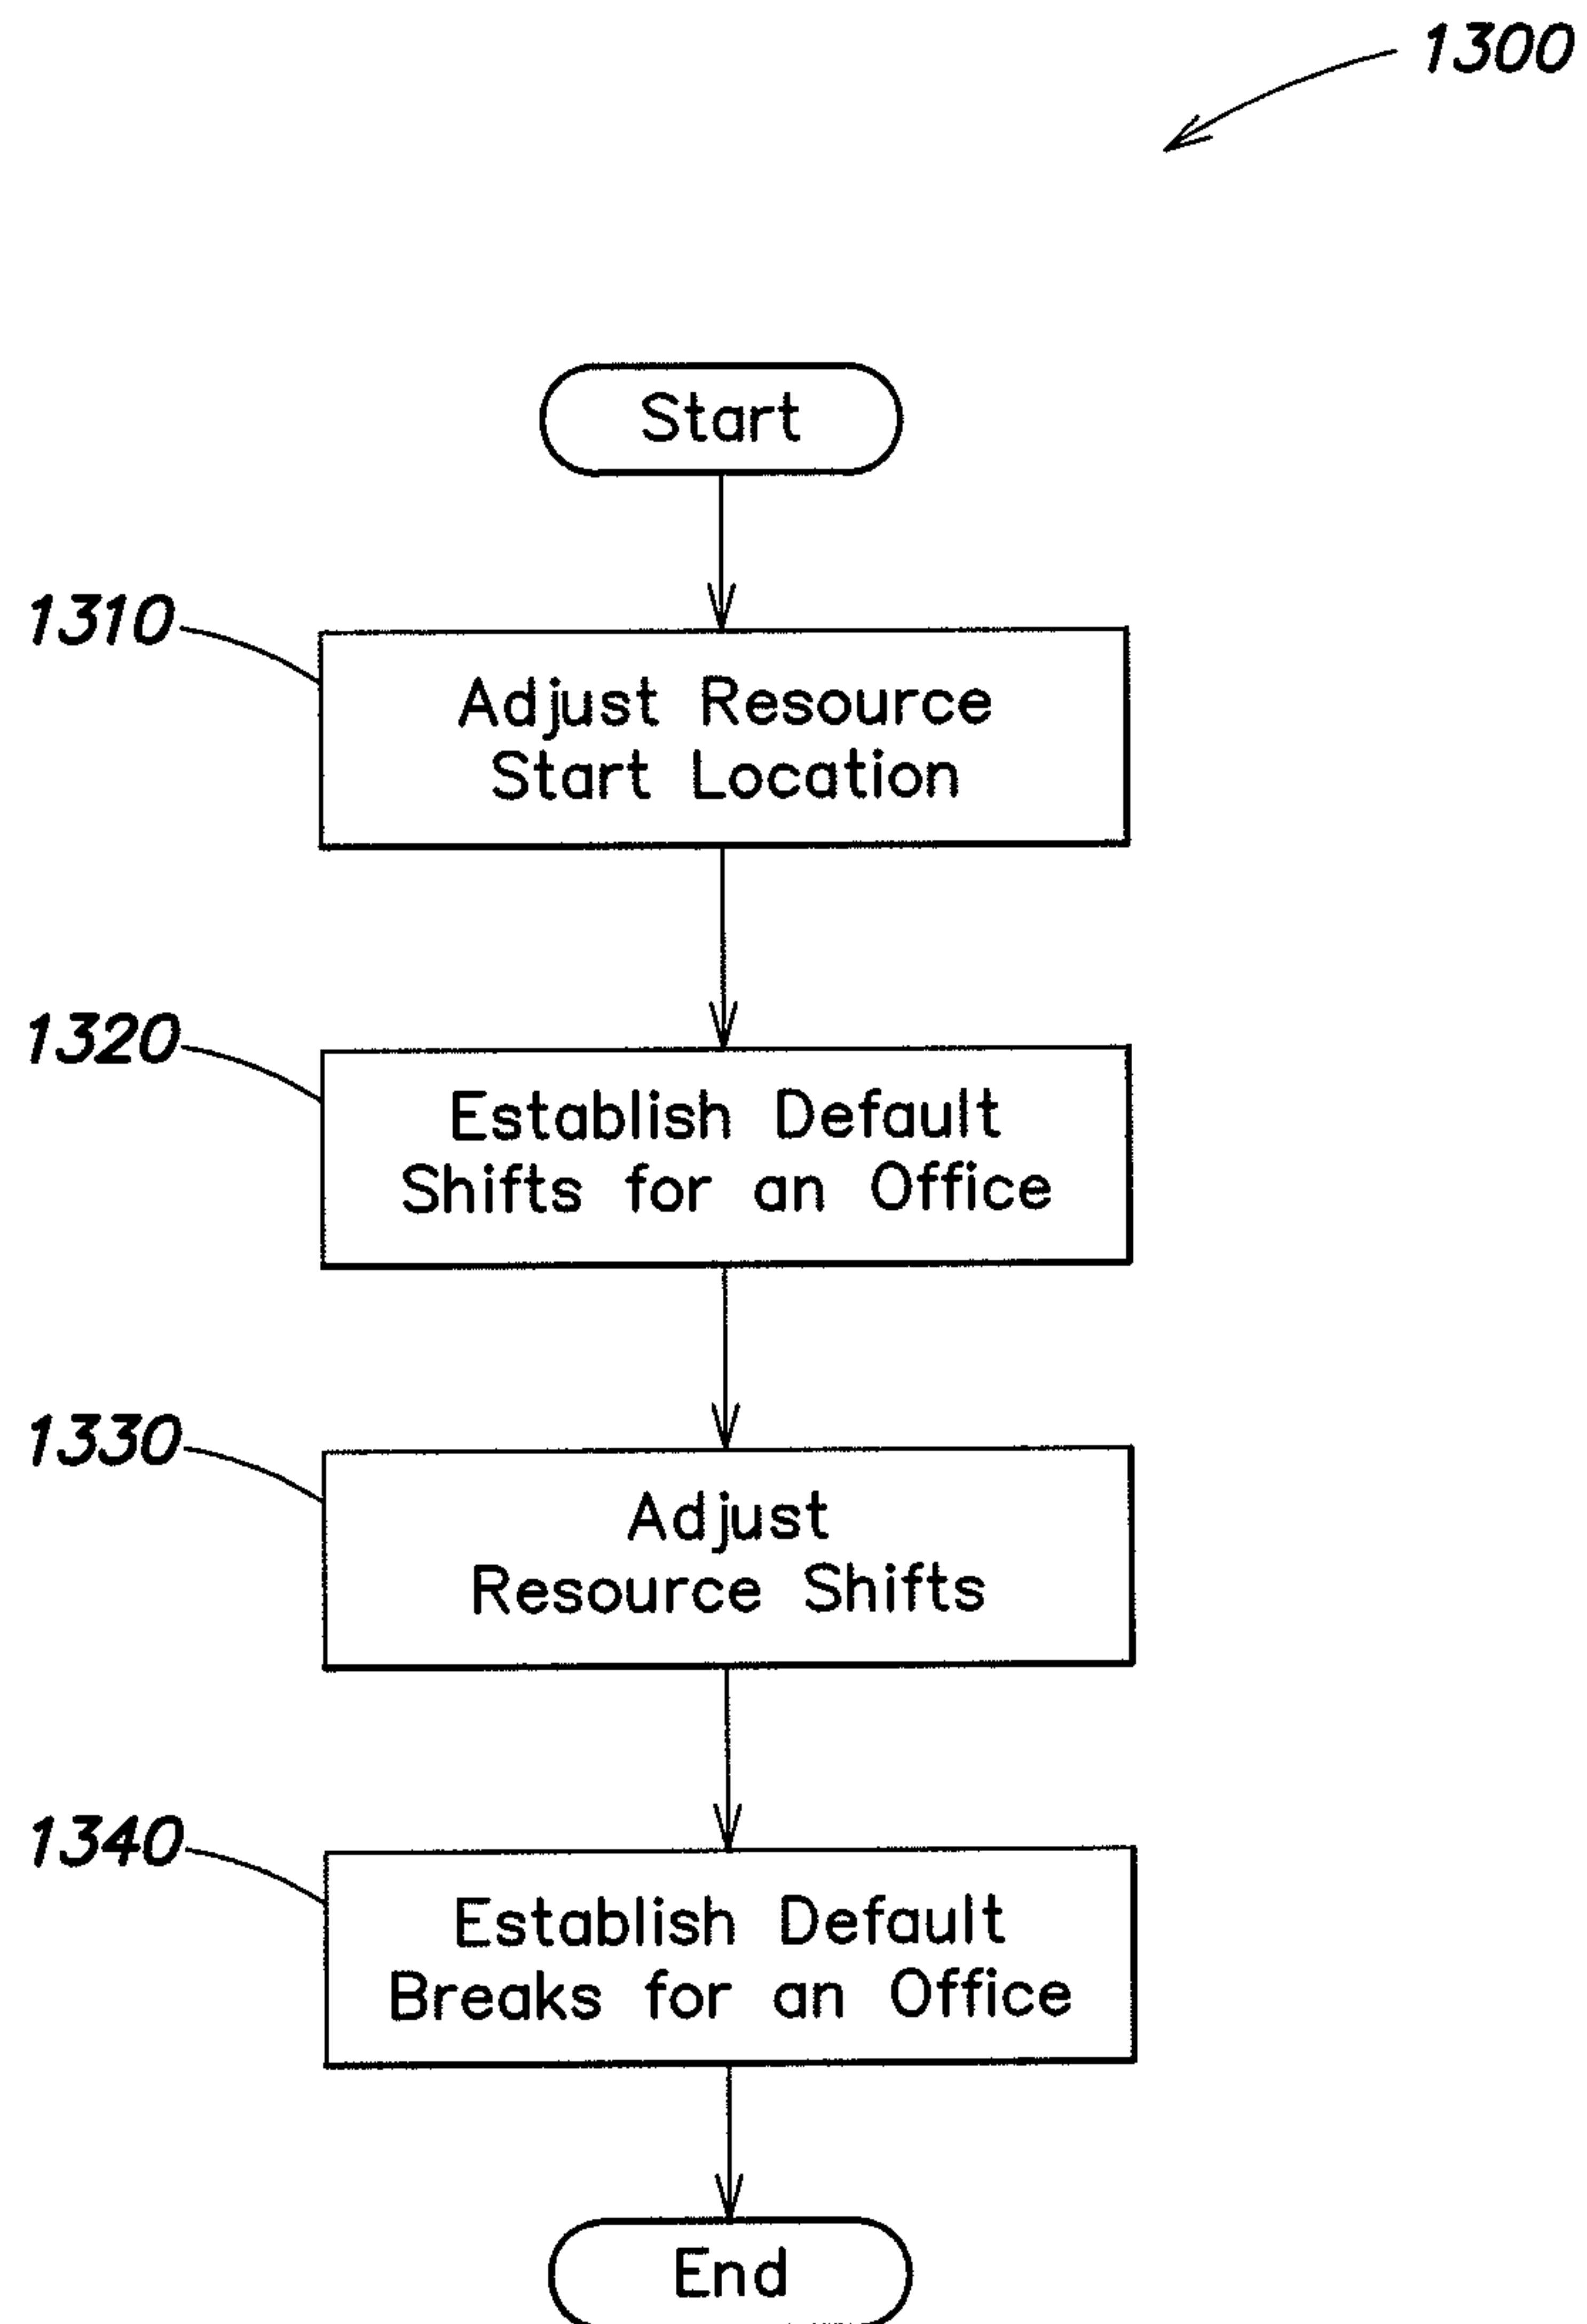 1300
Start
1310
Adjust Resource
Start Location
1320
Establish Default
Shifts for an Office
1330
Adjust
Resource Shifts
1340
Establish Default
Breaks for an Office
End